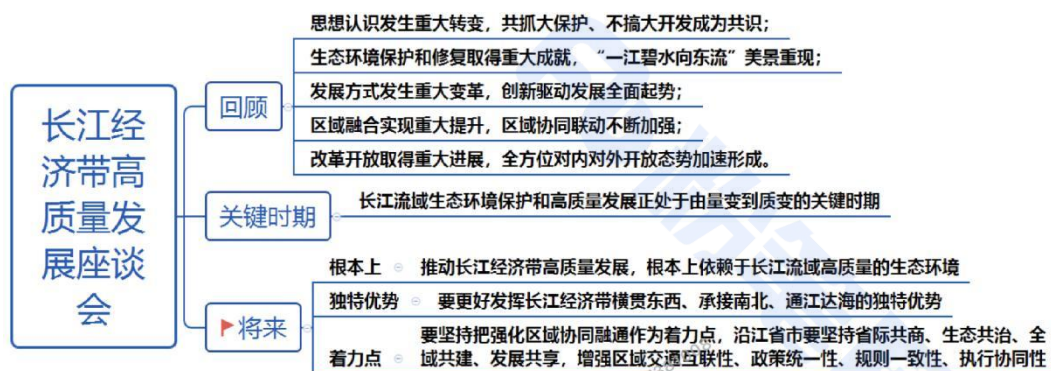 长江经
济带高
质量发
展座谈
会
回顾
思想认识发生重大转变，共抓大保护、不搞大开发成为共识；
生态环境保护和修复取得重大成就，“一江碧水向东流”美景重现；
发展方式发生重大变革，创新驱动发展全面起势；
区域融合实现重大提升，区域协同联动不断加强；
改革开放取得重大进展，全方位对内对外开放态势加速形成。
关键时期
长江流域生态环境保护和高质量发展正处于由量变到质变的关键时期
将来
根本上 推动长江经济带高质量发展，根本上依赖于长江流域高质量的生态环境
独特优势 要更好发挥长江经济带横贯东西、承接南北、通江达海的独特优势
着力点 要坚持把强化区域协同融通作为着力点，沿江省市要坚持省际共商、生态共治、全
域共建、发展共享，增强区域交通互联性、政策统一性、规则一致性、执行协同性